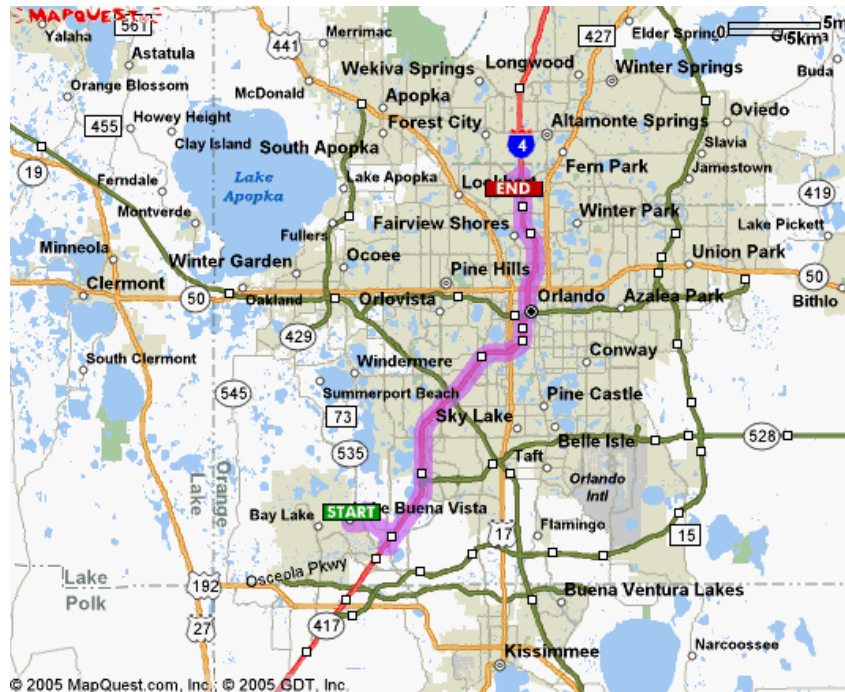 MAPQUEST
561
441
Merrimac
427
Elder Spring
0
5m
5km
Yalaha
Astatula
Longwood
Winter Springs
Buda
Wekiva Springs
Orange Blossom
McDonald
Apopka
Oviedo
455
Howey Height
Forest City
Altamonte Springs
Clay Island
South Apopka
4
Slavia
19
Fern Park
Jamestown
Ferndale
Lake Apopka
Lake Apopka
END
419
Montverde
Winter Park
Fullers
Fairview Shores
Lake Pickett
Minneola
Winter Garden
Ocoee
Pine Hills
Union Park
Clermont
50
Oakland
Orlovista
Orlando
Azalea Park
50
Bithlo
429
South Clermont
Windermere
Conway
545
Summerport Beach
Pine Castle
73
Sky Lake
535
Belle Isle
528
Taft
Orange
Lake
Orlando
Intl
START
Buena Vista
Bay Lake
17
Flamingo
15
Osceola Pkwy
Lake
Polk
192
Buena Ventura Lakes
27
417
Kissimmee
Narcoossee
© 2005 MapQuest.com, Inc.; © 2005 GDT, Inc.